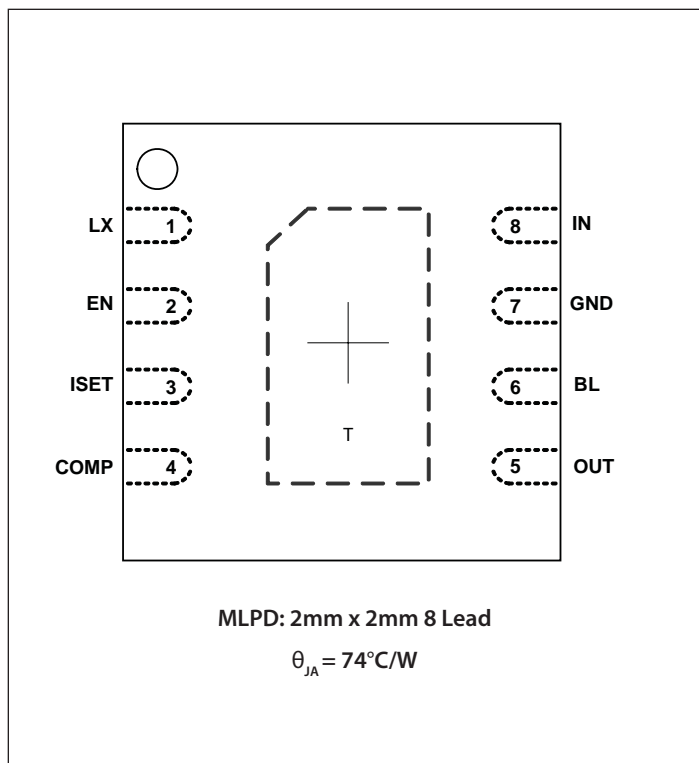 LX 1 8 IN
EN 2 7 GND
ISET 3 6 BL
T
COMP 4 5 OUT
MLPD: 2mm x 2mm 8 Lead
θJA = 74°C/W